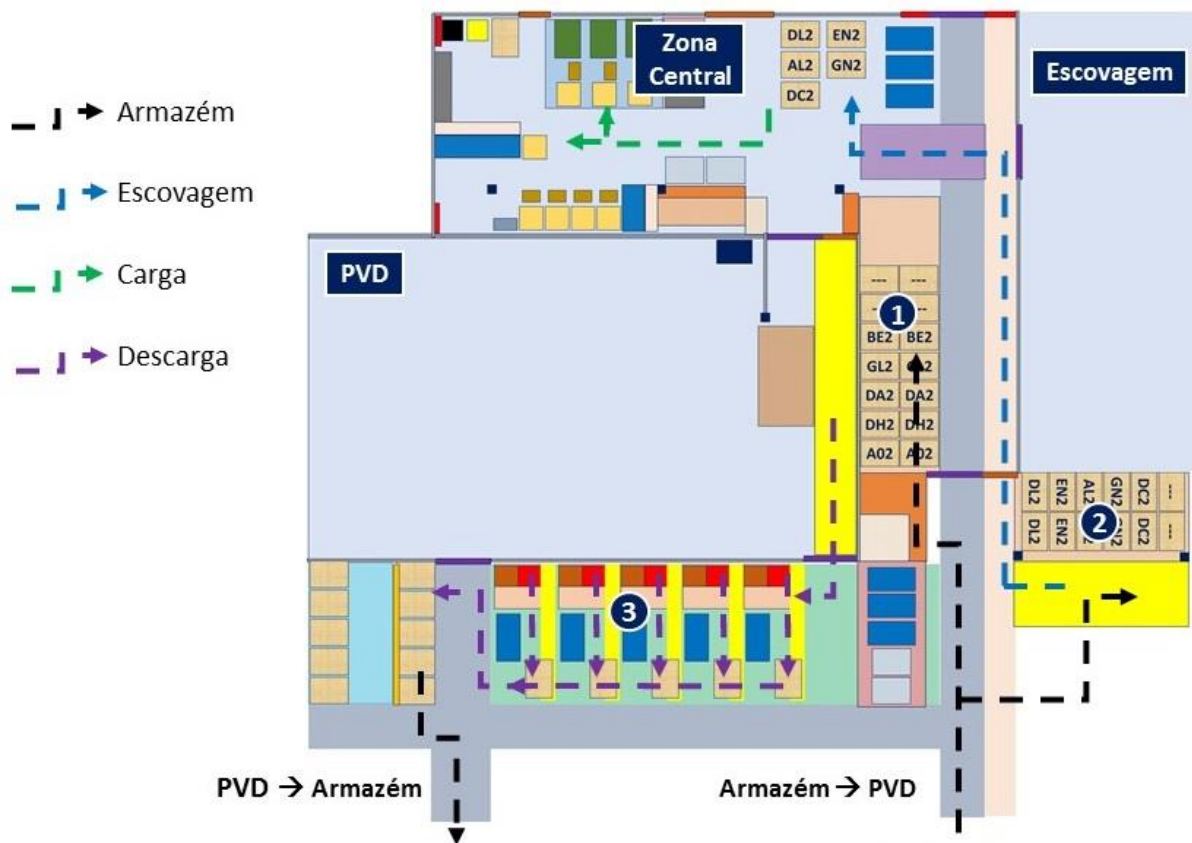 Armazém
Escovagem
Carga
Descarga
Zona
Central
DL2 EN2
AL2 GN2
DC2
Escovagem
PVD
--- ---
1
BE2 BE2
GL2
DA2 DA2
DH2 DH2
A02 A02
DL2 EN2 AL2 GN2 DC2 ---
DL2 EN2 DC2 ---
2
3
PVD → Armazém
Armazém → PVD